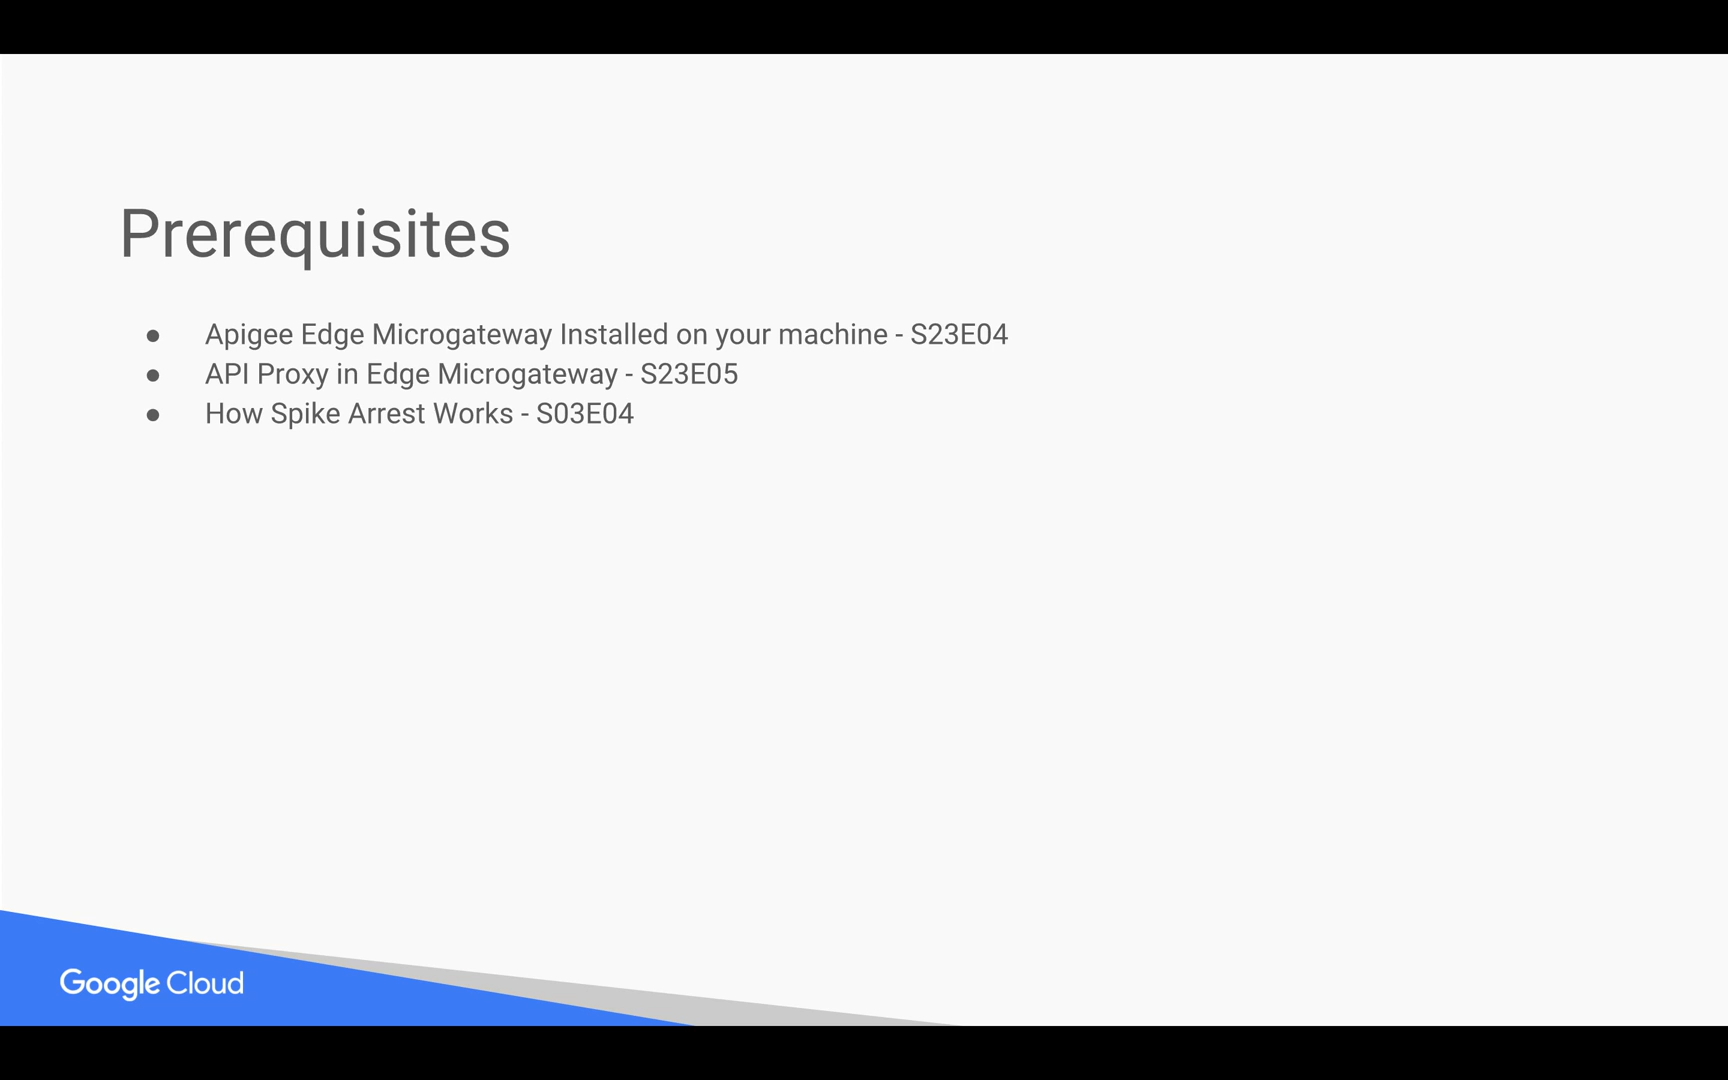 Prerequisites
● Apigee Edge Microgateway Installed on your machine - S23E04
● API Proxy in Edge Microgateway - S23E05
● How Spike Arrest Works - S03E04
Google Cloud